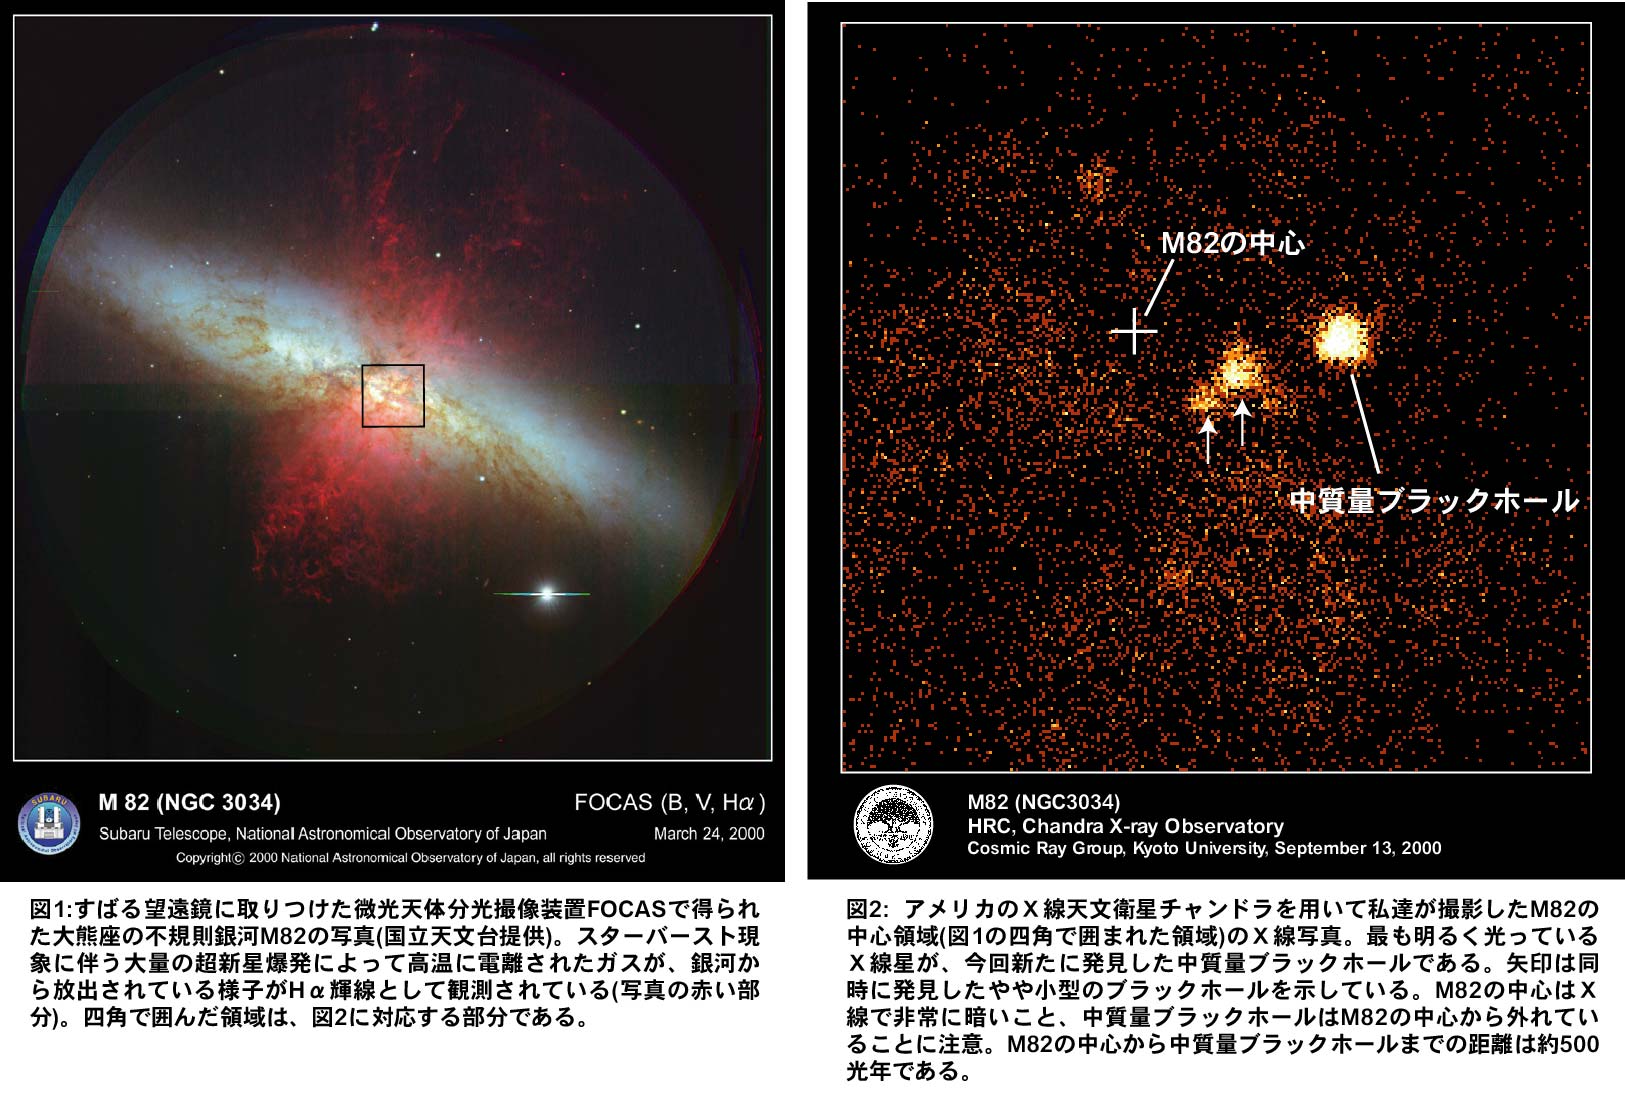 M 82 (NGC 3034)
FOCAS (B, V, Hα)
Subaru Telescope, National Astronomical Observatory of Japan
March 24, 2000
Copyright© 2000 National Astronomical Observatory of Japan, all rights reserved
SUBARU
図1:すばる望遠鏡に取りつけた微光天体分光撮像装置FOCASで得られ
た大熊座の不規則銀河M82の写真(国立天文台提供)。スターバースト現
象に伴う大量の超新星爆発によって高温に電離されたガスが、銀河か
ら放出されている様子がHα輝線として観測されている(写真の赤い部
分)。四角で囲んだ領域は、図2に対応する部分である。
M82の中心
中質量ブラックホール
M82 (NGC3034)
HRC, Chandra X-ray Observatory
Cosmic Ray Group, Kyoto University, September 13, 2000
図2: アメリカのX線天文衛星チャンドラを用いて私達が撮影したM82の
中心領域(図1の四角で囲まれた領域)のX線写真。最も明るく光っている
X線星が、今回新たに発見した中質量ブラックホールである。矢印は同
時に発見したやや小型のブラックホールを示している。M82の中心はX
線で非常に暗いこと、中質量ブラックホールはM82の中心から外れてい
ることに注意。M82の中心から中質量ブラックホールまでの距離は約500
光年である。